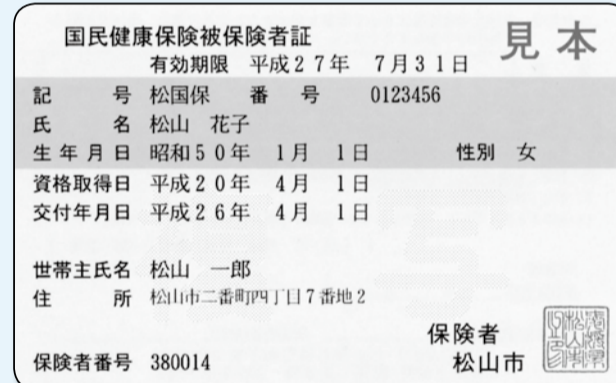 国民健康保険被保険者証
見本
有効期限 平成27年 7月31日
記 号 松国保 番 号 0123456
氏 名 松山 花子
生年月日 昭和50年 1月 1日 性別 女
資格取得日 平成20年 4月 1日
交付年月日 平成26年 4月 1日
世帯主氏名 松山 一郎
住 所 松山市二番町四丁目7番地2
保険者
保険者番号 380014 松山市